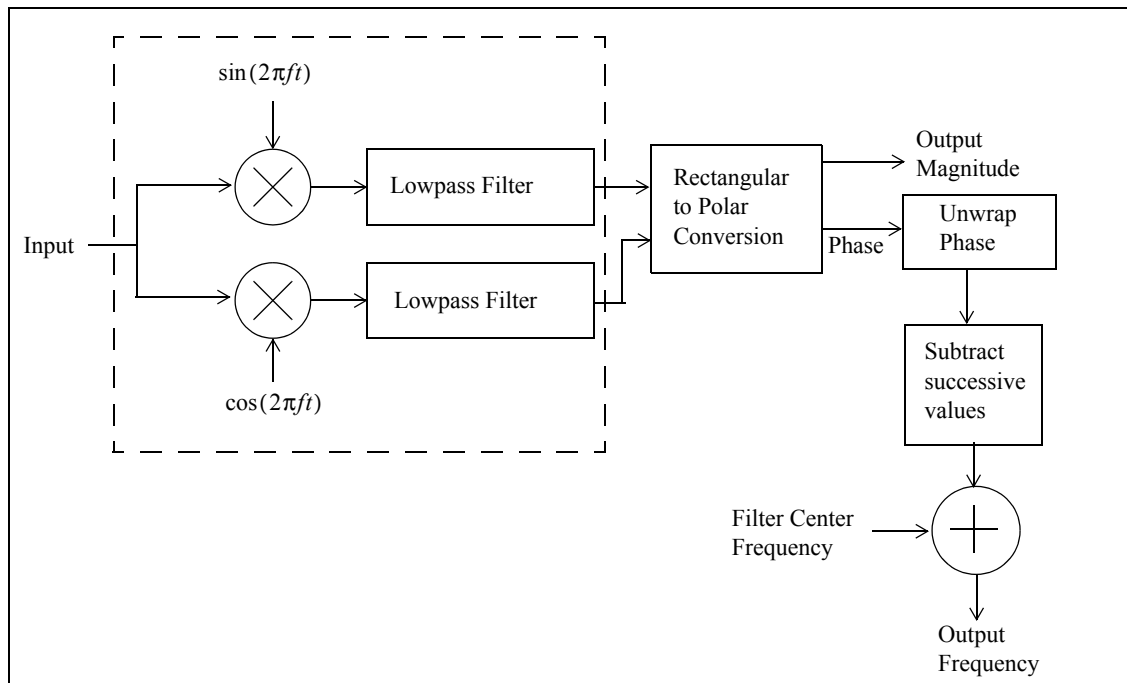 sin(2πft)
Lowpass Filter
Input
Lowpass Filter
cos(2πft)
Rectangular
to Polar
Conversion
Output
Magnitude
Phase
Unwrap
Phase
Subtract
successive
values
Filter Center
Frequency
Output
Frequency